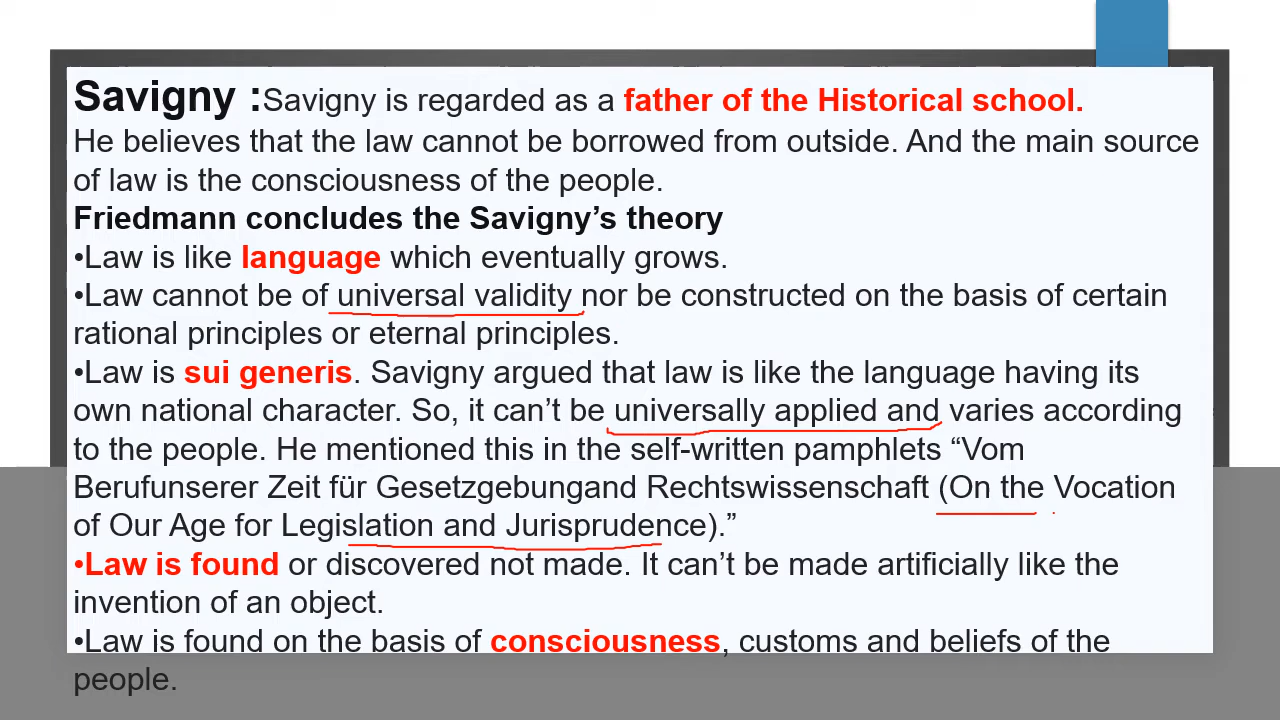 Savigny :Savigny is regarded as a father of the Historical school.
He believes that the law cannot be borrowed from outside. And the main source
of law is the consciousness of the people.
Friedmann concludes the Savigny’s theory
•Law is like language which eventually grows.
•Law cannot be of universal validity nor be constructed on the basis of certain
rational principles or eternal principles.
•Law is sui generis. Savigny argued that law is like the language having its
own national character. So, it can’t be universally applied and varies according
to the people. He mentioned this in the self-written pamphlets “Vom
Berufunserer Zeit für Gesetzgebungand Rechtswissenschaft (On the Vocation
of Our Age for Legislation and Jurisprudence).”
•Law is found or discovered not made. It can’t be made artificially like the
invention of an object.
•Law is found on the basis of consciousness, customs and beliefs of the
people.